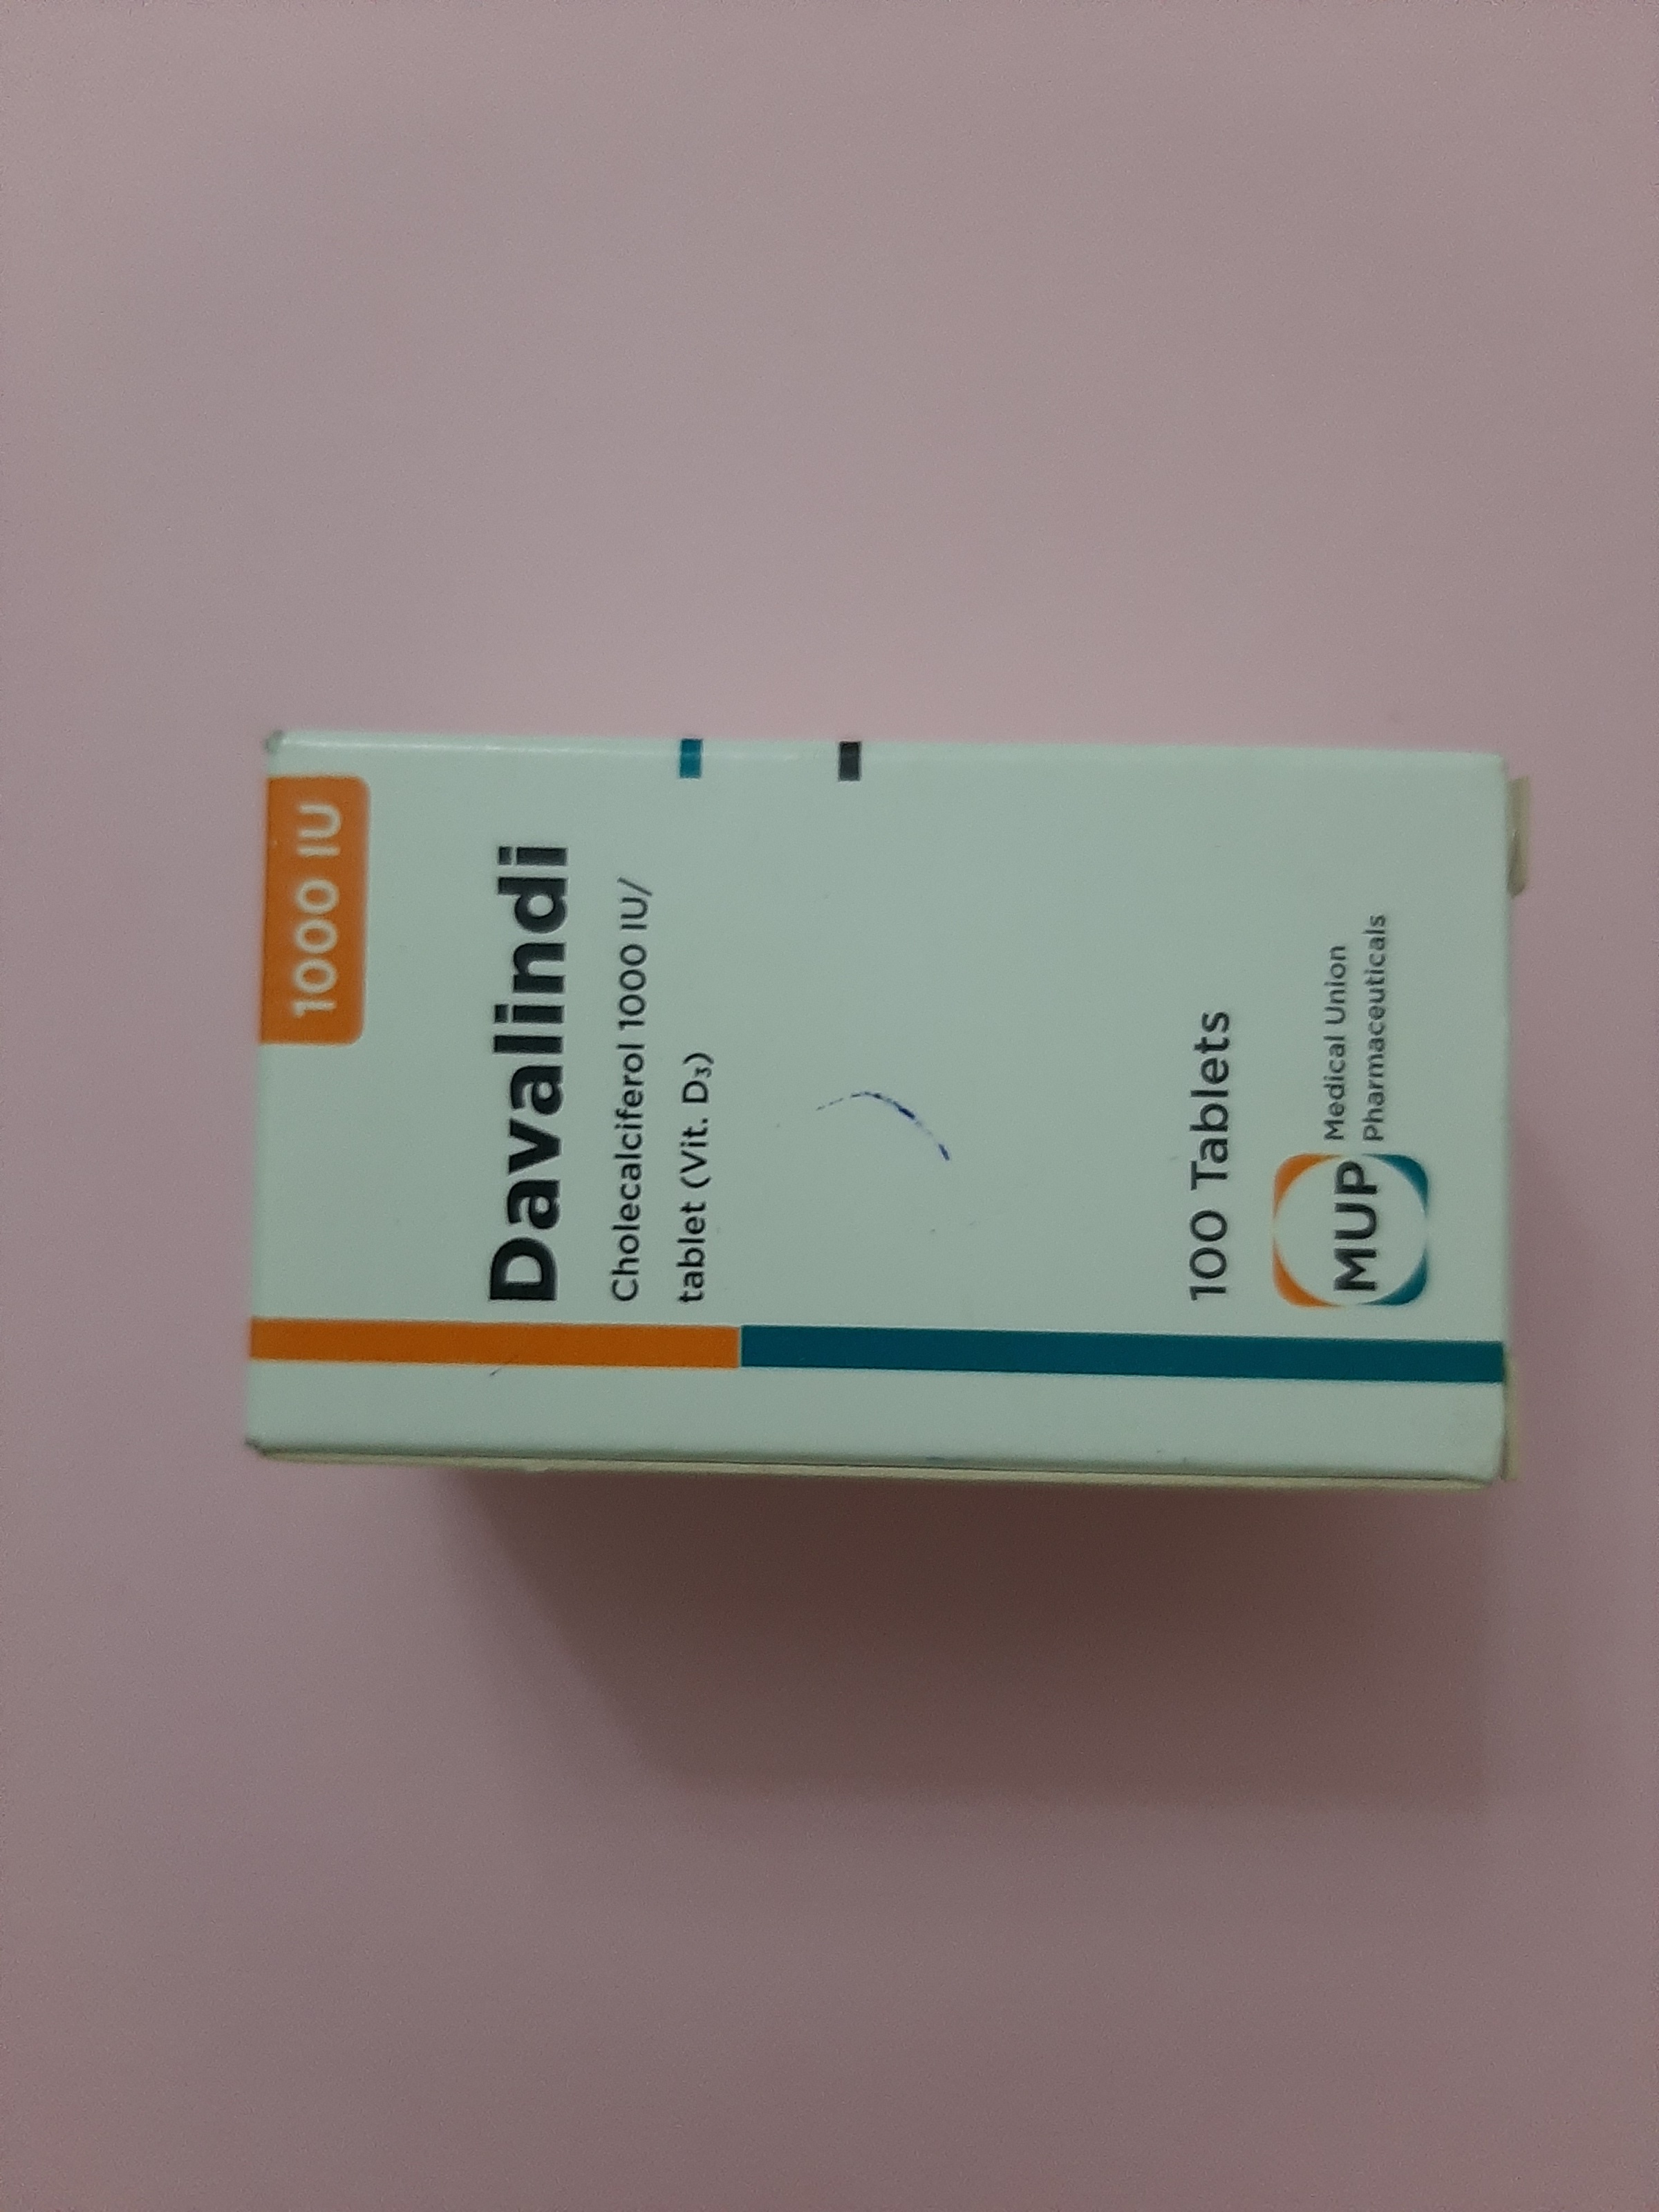 1000 IU
Davalindi
Cholecalciferol 1000 IU/
tablet (Vit. D₃)
100 Tablets
MUP
Medical Union
Pharmaceuticals